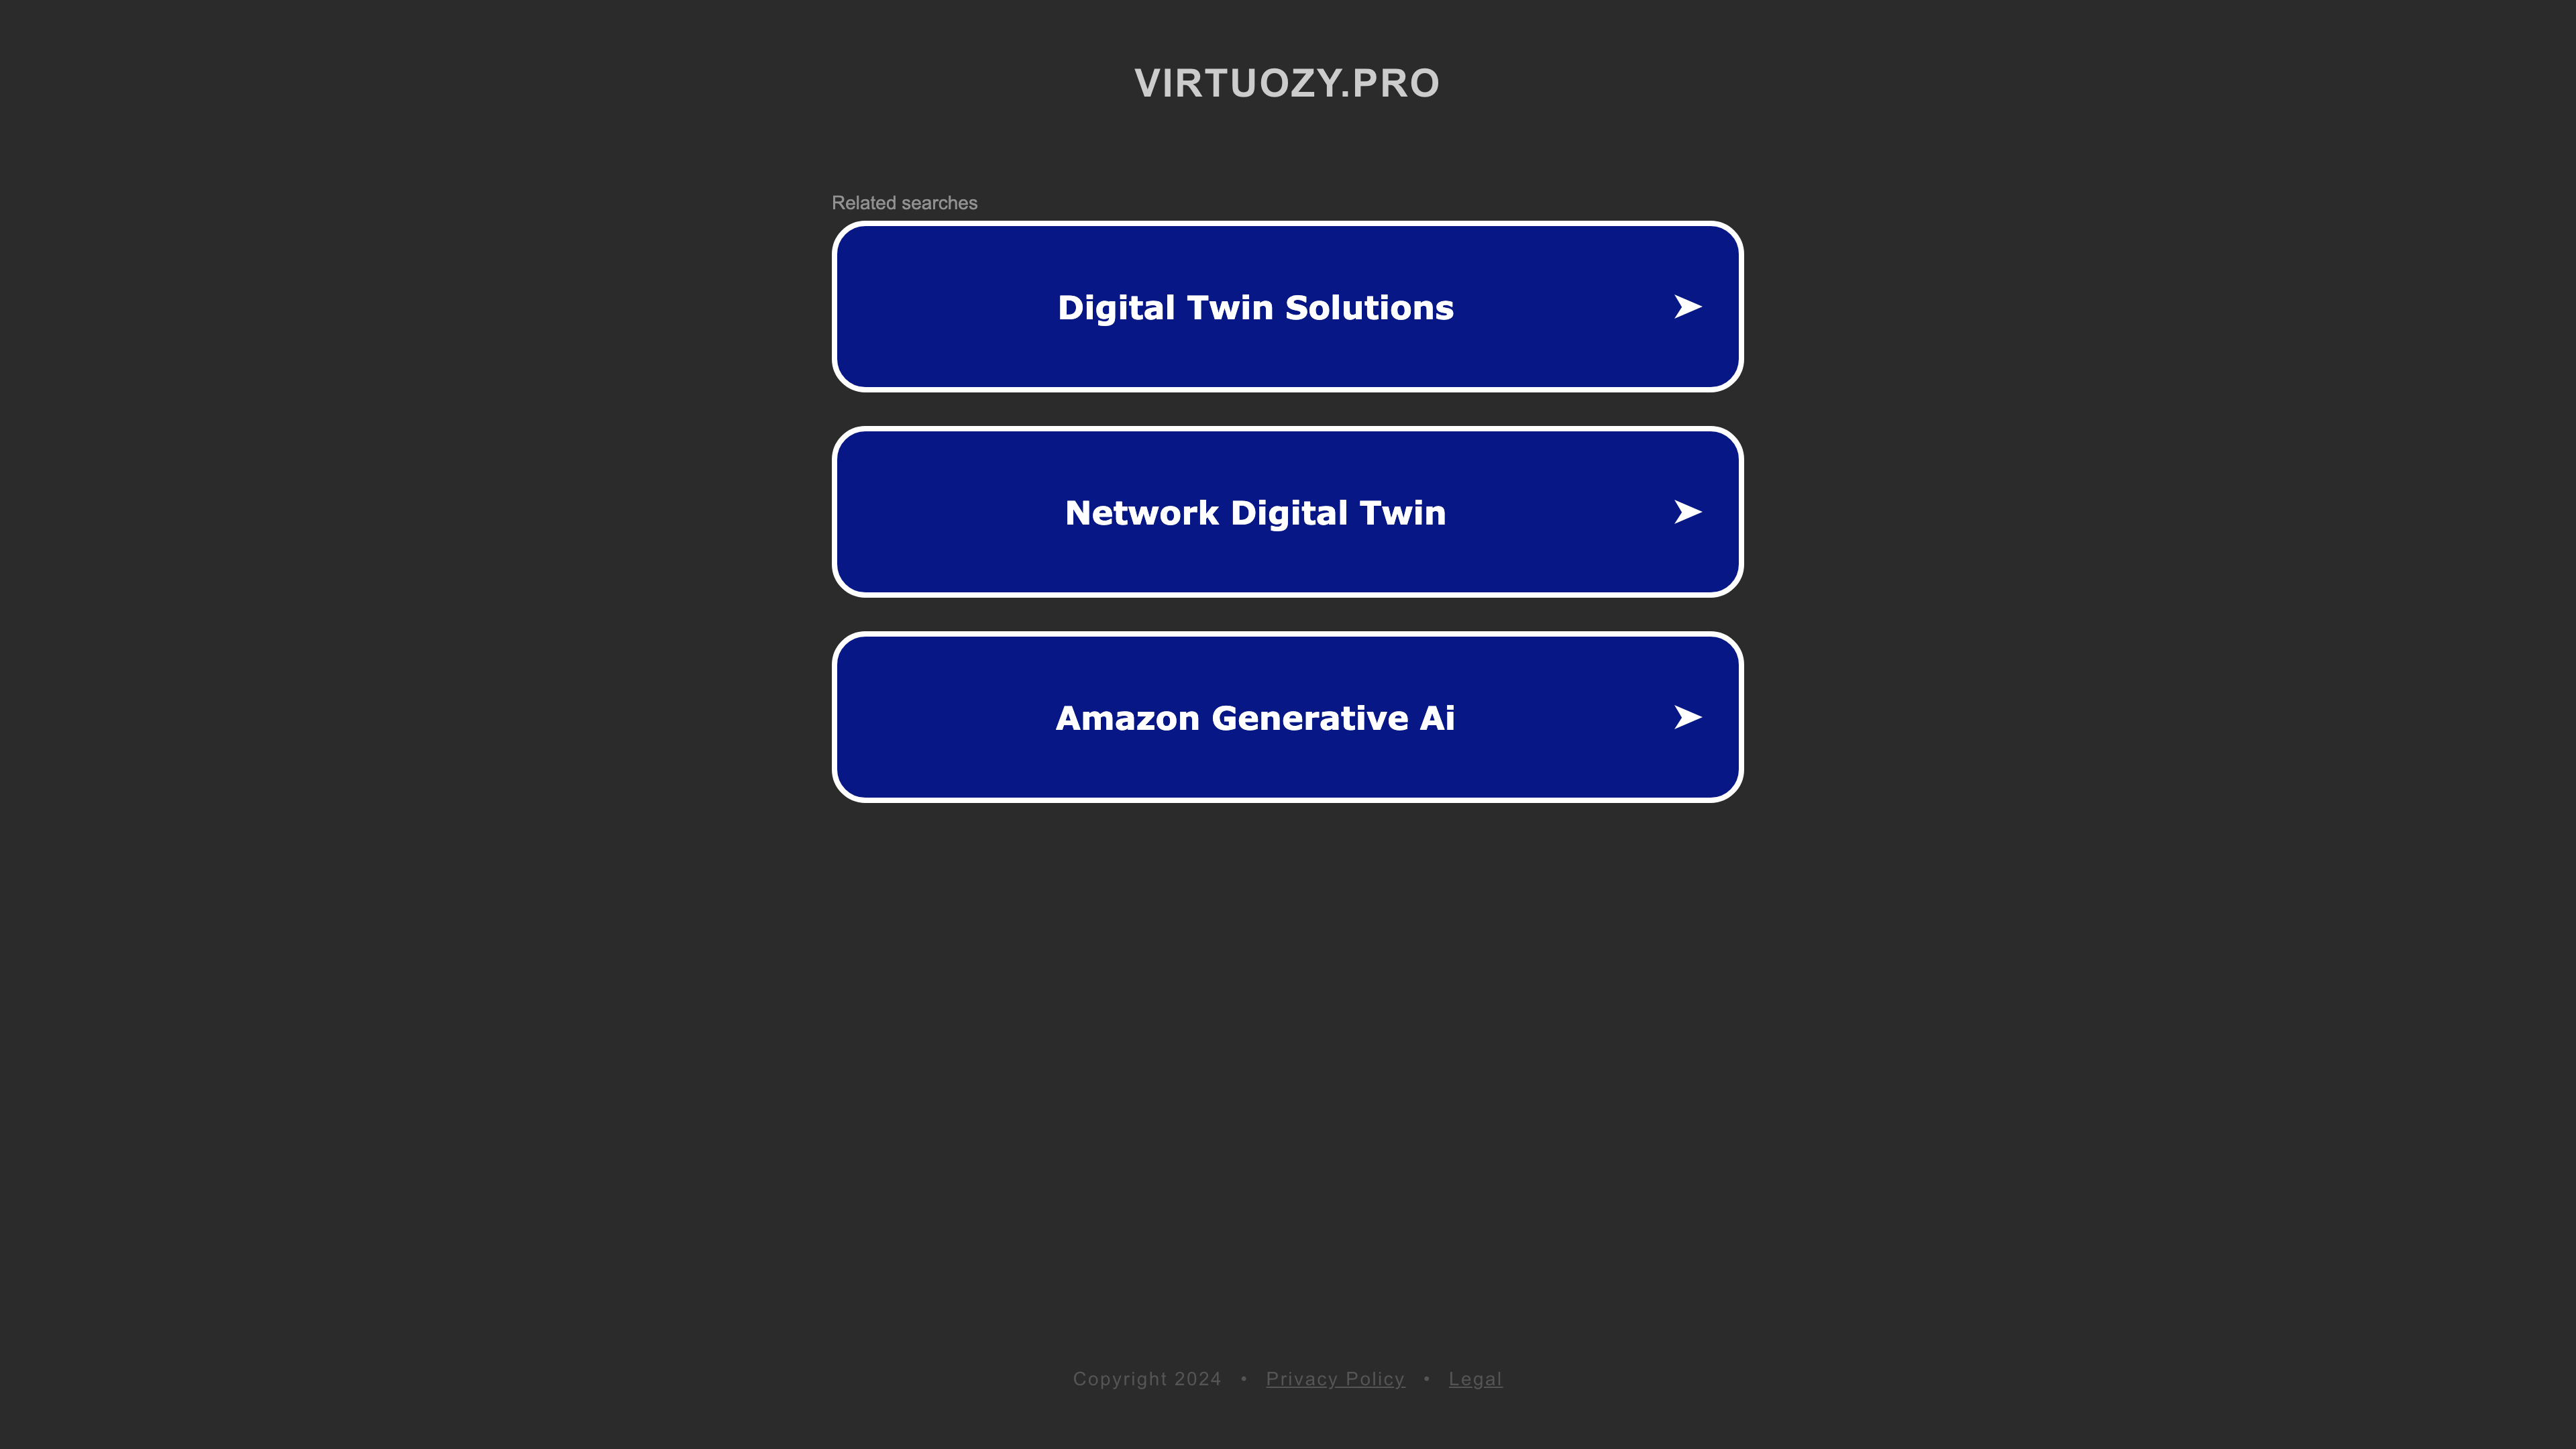 VIRTUOZY.PRO
Related searches
Digital Twin Solutions
Network Digital Twin
Amazon Generative Ai
Copyright 2024 • Privacy Policy • Legal